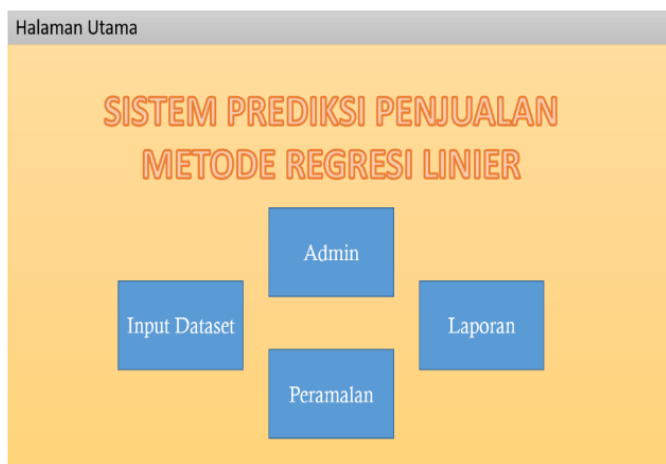 Halaman Utama
SISTEM PREDIKSI PENJUALAN
METODE REGRESI LINIER
Admin
Input Dataset
Laporan
Peramalan